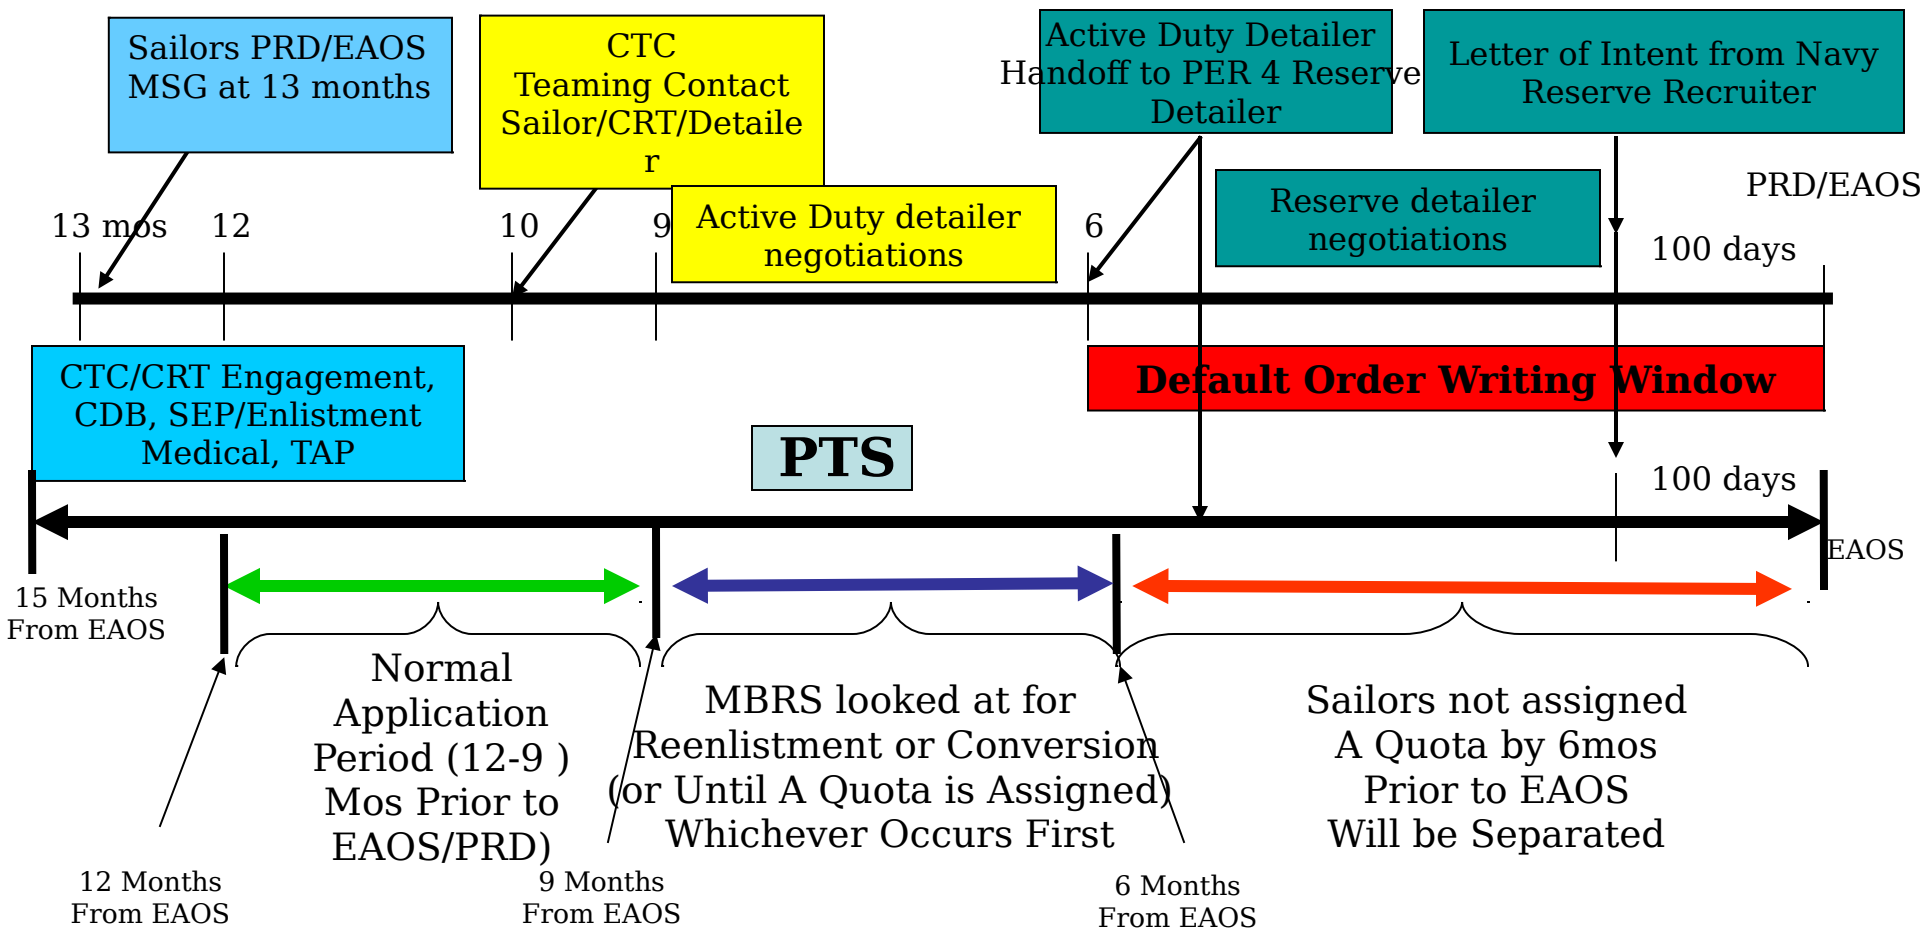 Sailors PRD/EAOS
MSG at 13 months
CTC
Teaming Contact
Sailor/CRT/Detaile
r
Active Duty Detailer
Handoff to PER 4 Reserve
Detailer
Letter of Intent from Navy
Reserve Recruiter
PRD/EAOS
13 mos
12
10
9
Active Duty detailer
negotiations
6
Reserve detailer
negotiations
100 days
CTC/CRT Engagement,
CDB, SEP/Enlistment
Medical, TAP
Default Order Writing Window
PTS
100 days
EAOS
15 Months
From EAOS
Normal
Application
Period (12-9 )
Mos Prior to
EAOS/PRD)
MBRS looked at for
Reenlistment or Conversion
(or Until A Quota is Assigned)
Whichever Occurs First
Sailors not assigned
A Quota by 6mos
Prior to EAOS
Will be Separated
12 Months
From EAOS
9 Months
From EAOS
6 Months
From EAOS